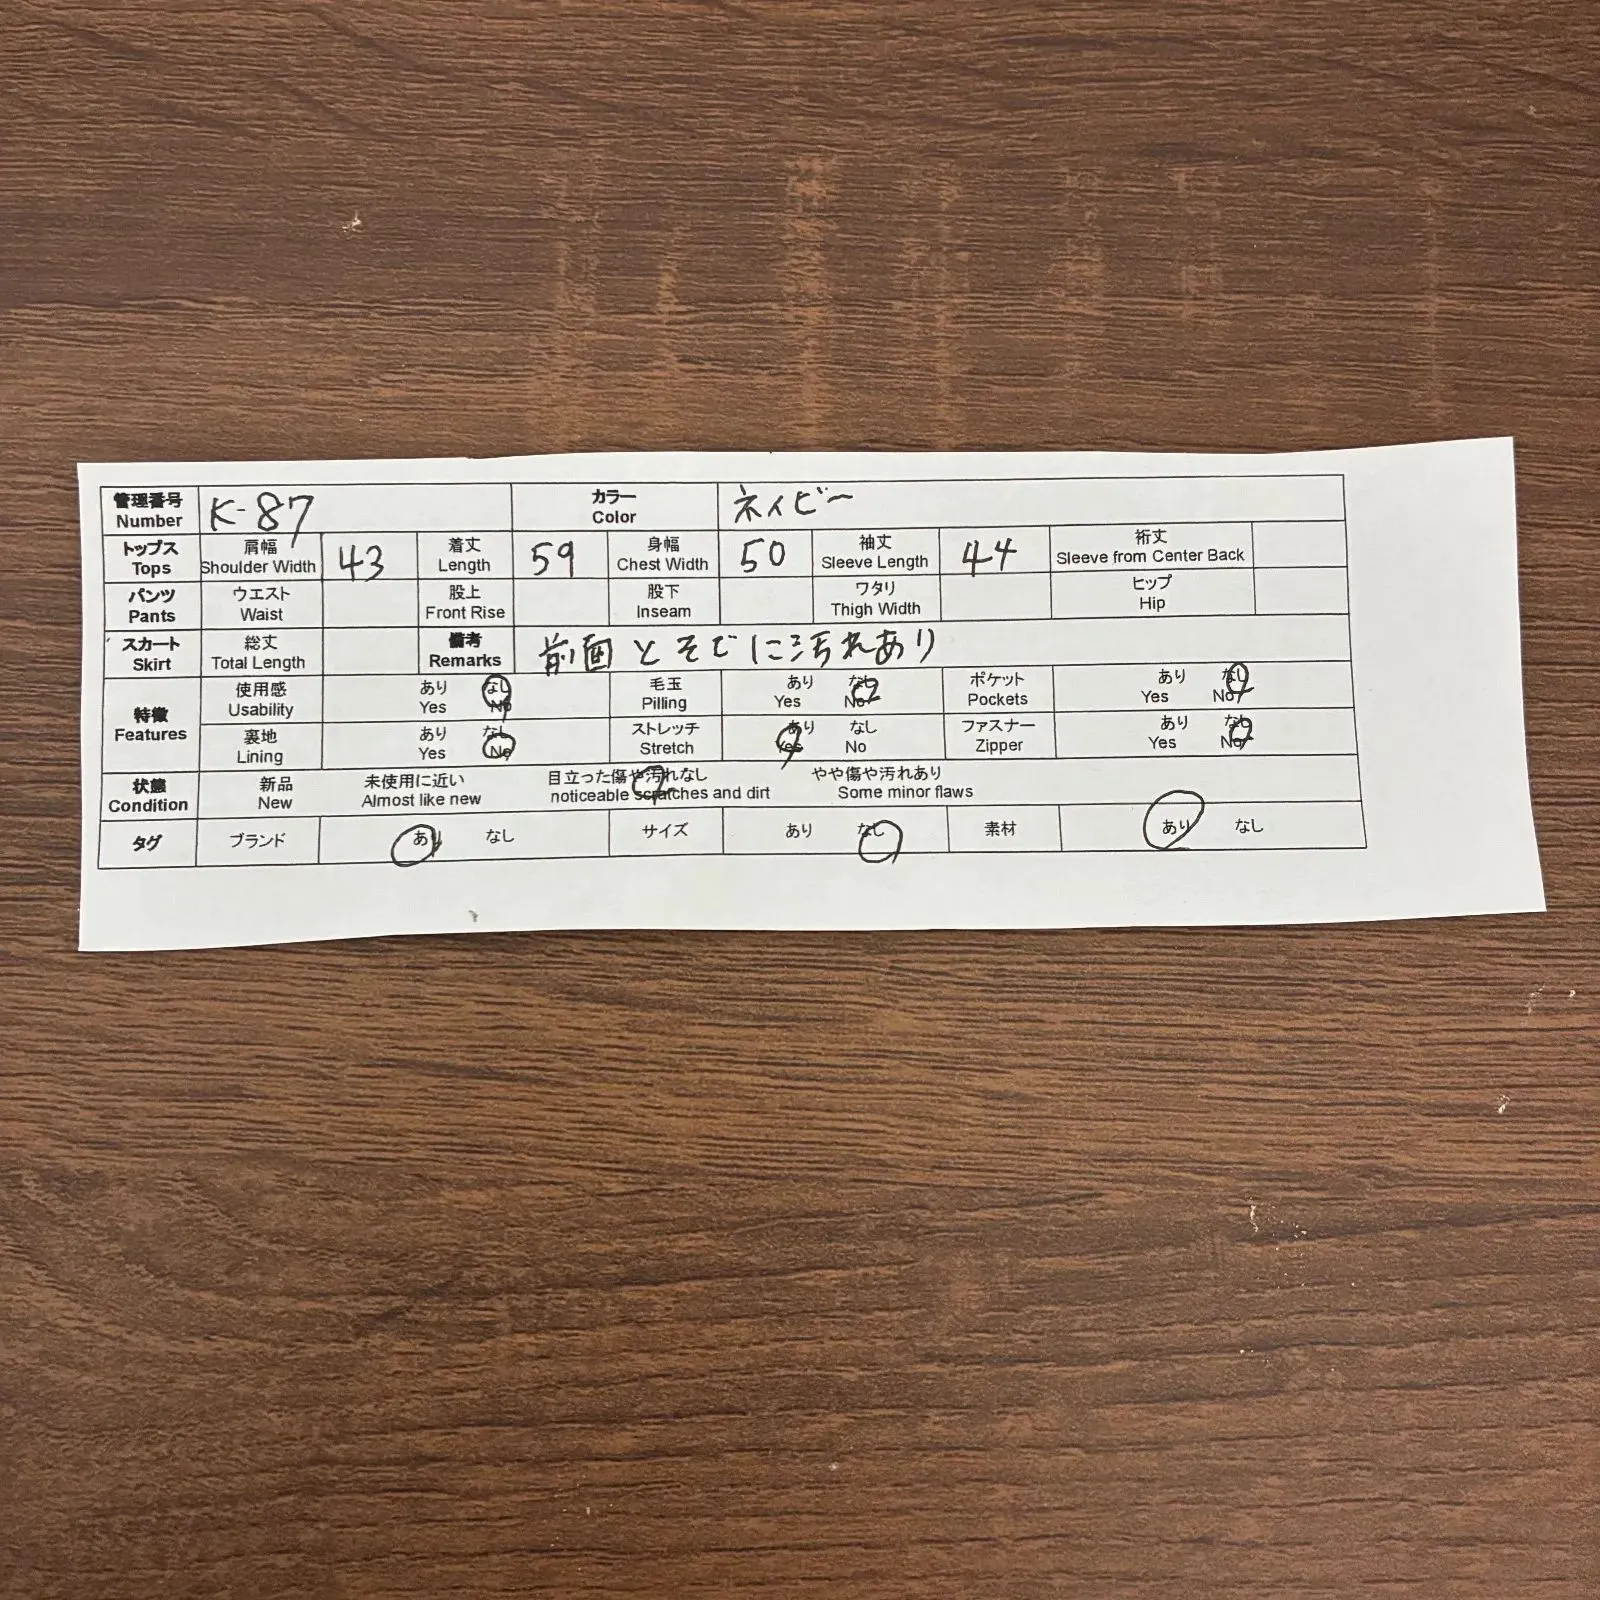 管理番号 Number K-87 カラー Color ネイビー
トップス Tops 肩幅 Shoulder Width 43 着丈 Length 59 身幅 Chest Width 50 袖丈 Sleeve Length 44 裄丈 Sleeve from Center Back
パンツ Pants ウエスト Waist 股上 Front Rise 股下 Inseam ワタリ Thigh Width ヒップ Hip
スカート Skirt 総丈 Total Length 備考 Remarks 前面とそでに汚れあり
特徴 Features 使用感 Usability あり Yes なし No 毛玉 Pilling あり Yes なし No ポケット Pockets あり Yes なし No
裏地 Lining あり Yes なし No ストレッチ Stretch あり Yes なし No ファスナー Zipper あり Yes なし No
状態 Condition 新品 New 未使用に近い Almost like new 目立った傷や汚れなし noticeable scratches and dirt やや傷や汚れあり Some minor flaws
タグ ブランド あり なし サイズ あり なし 素材 あり なし